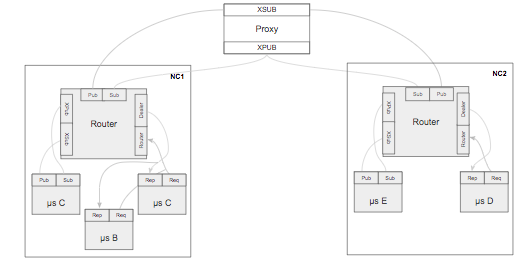 XSUB
Proxy
XPUB
NC1
NC2
Pub Sub
Sub Pub
XPub
Dealer
XPub
Dealer
Router
Router
XSub
Router
XSub
Router
Pub Sub
Rep Req
Pub Sub
Rep Req
µs C
µs C
µs E
µs D
Rep Req
µs B